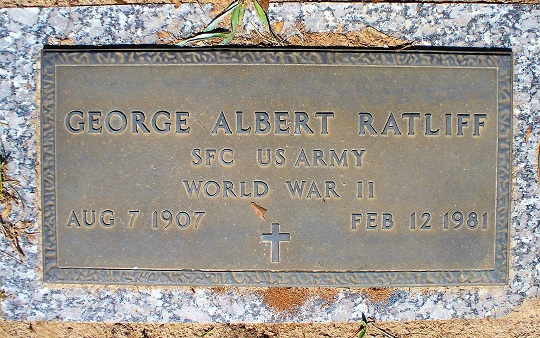 GEORGE ALBERT RATLIFF
SFC US ARMY
WORLD WAR II
AUG 7 1907 FEB 12 1981